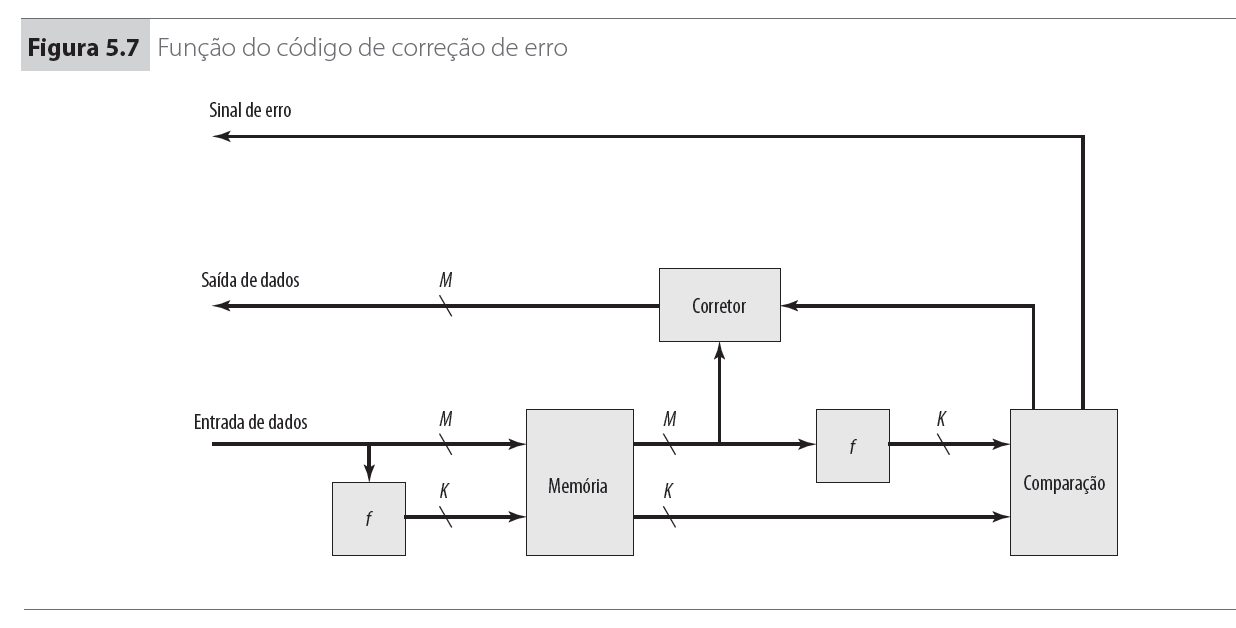 Figura 5.7 Função do código de correção de erro
Sinal de erro
Saída de dados
M
Corretor
Entrada de dados
M
M
f
K
Memória
Comparação
f
K
K